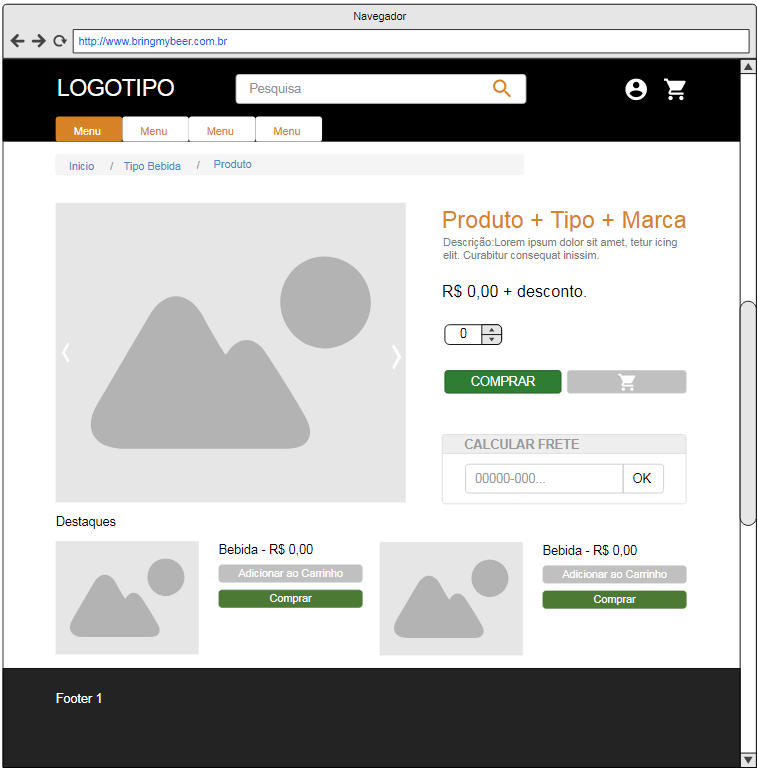 Navegador
http://www.bringmybeer.com.br
LOGOTIPO
Pesquisa
Menu Menu Menu Menu
Inicio / Tipo Bebida / Produto
Produto + Tipo + Marca
Descrição:Lorem ipsum dolor sit amet, tetur icing
elit. Curabitur consequat inissim.
R$ 0,00 + desconto.
0
COMPRAR
CALCULAR FRETE
00000-000... OK
Destaques
Bebida - R$ 0,00
Adicionar ao Carrinho
Comprar
Bebida - R$ 0,00
Adicionar ao Carrinho
Comprar
Footer 1